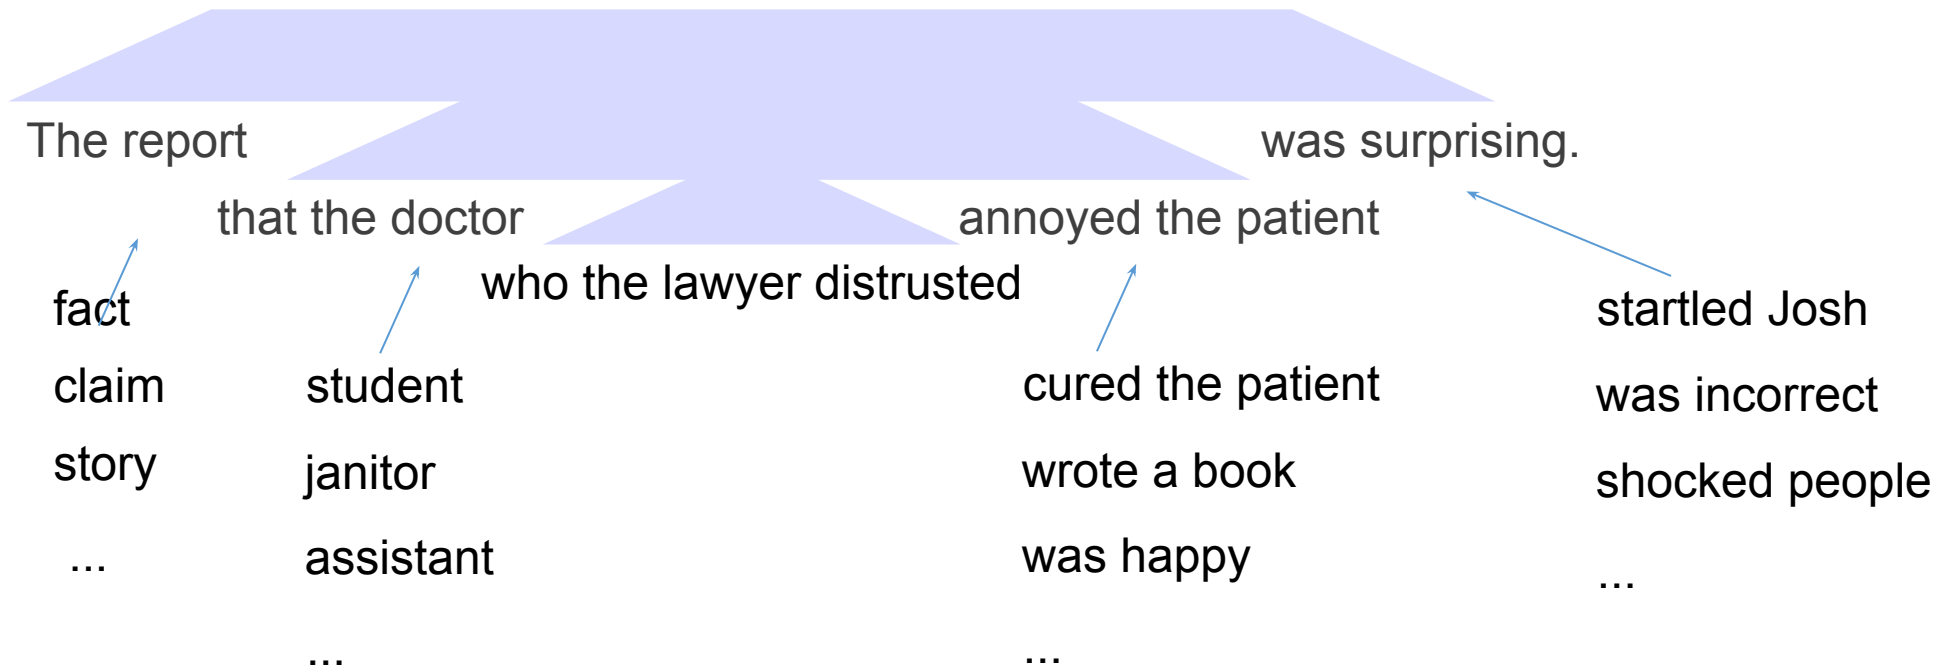 The report
was surprising.
that the doctor
annoyed the patient
who the lawyer distrusted
fact
claim
story
...
student
janitor
assistant
...
cured the patient
wrote a book
was happy
...
startled Josh
was incorrect
shocked people
...